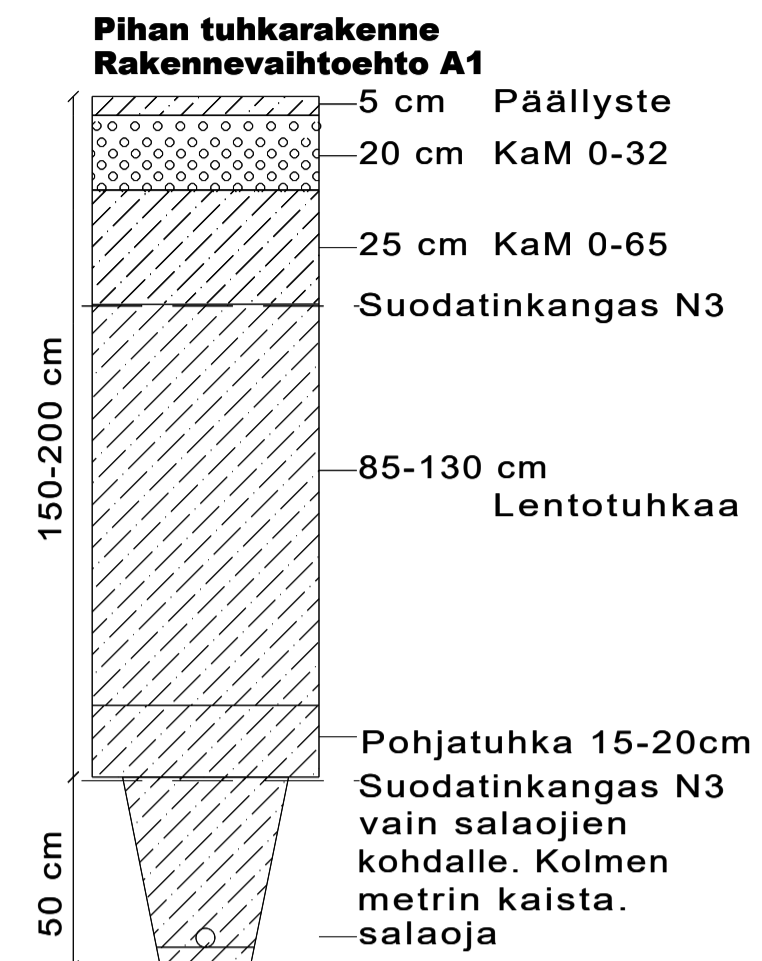 Pihan tuhkarakenne
Rakennevaihtoehto A1
5 cm Päällyste
20 cm KaM 0-32
25 cm KaM 0-65
Suodatinkangas N3
150-200 cm
85-130 cm
Lentotuhkaa
Pohjatuhka 15-20cm
Suodatinkangas N3
vain salaojien
kohdalle. Kolmen
metrin kaista.
50 cm
salaoja